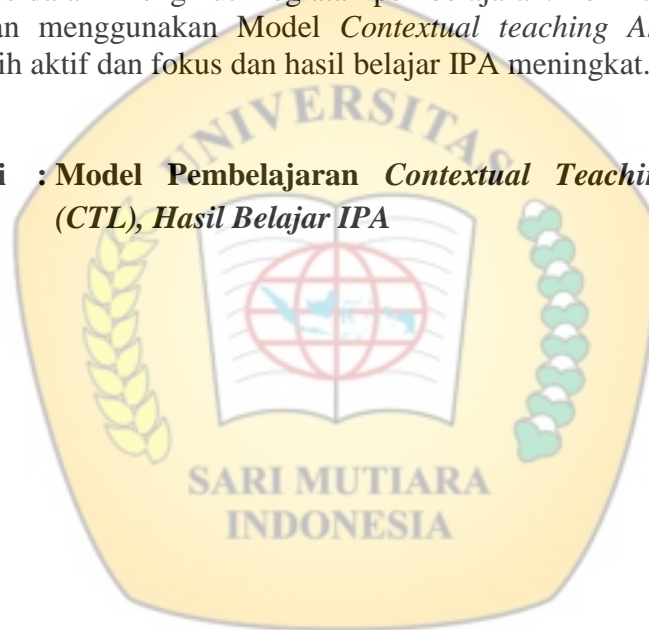 an menggunakan Model Contextual teaching
ih aktif dan fokus dan hasil belajar IPA meningkat.
UNIVERSITAS
i : Model Pembelajaran Contextual
(CTL), Hasil Belajar IPA
SARI MUTIARA
INDONESIA